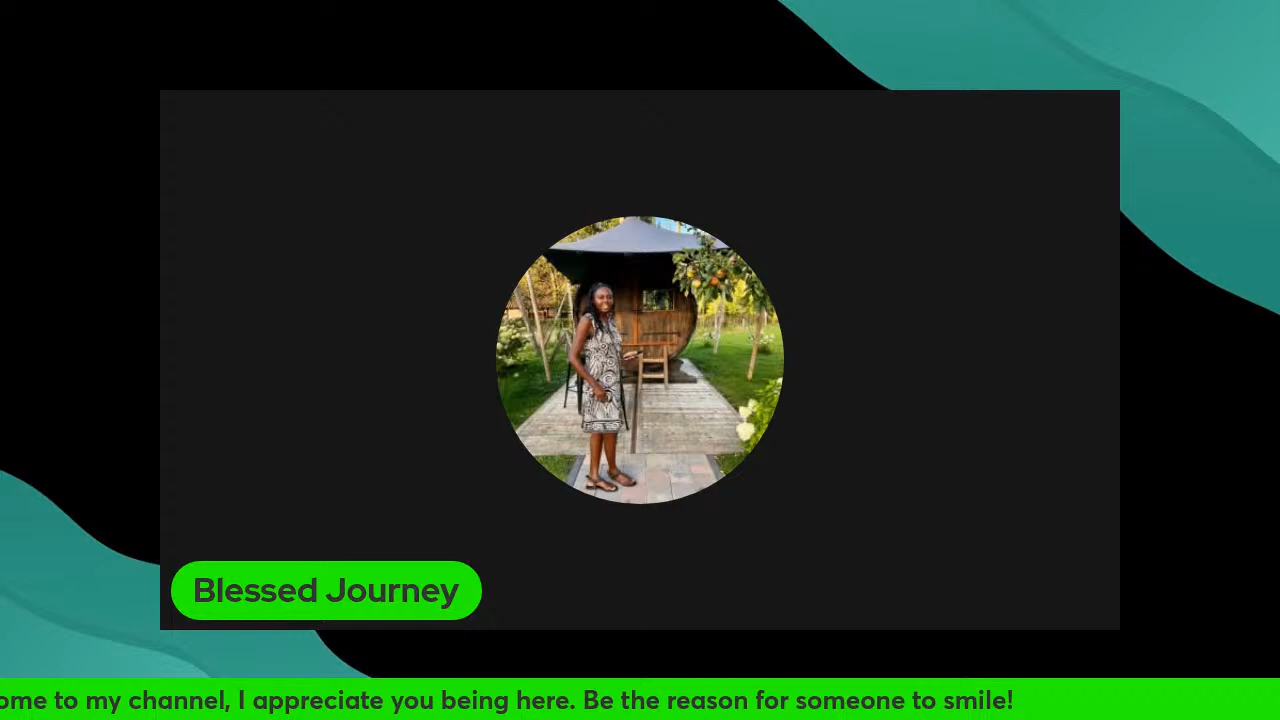 Blessed Journey
ome to my channel, I appreciate you being here. Be the reason for someone to smile!